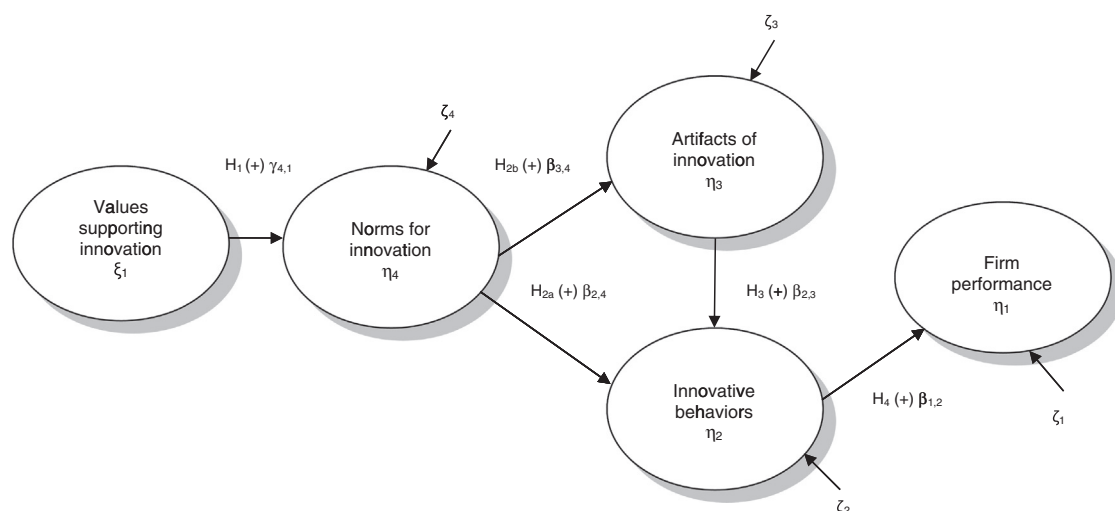 ζ3
Artifacts of
innovation
η3
ζ4
H1 (+) γ4,1
H2b (+) β3,4
Values
supporting
innovation
ξ1
Norms for
innovation
η4
H2a (+) β2,4
H3 (+) β2,3
Firm
performance
η1
Innovative
behaviors
η2
H4 (+) β1,2
ζ1
ζ2